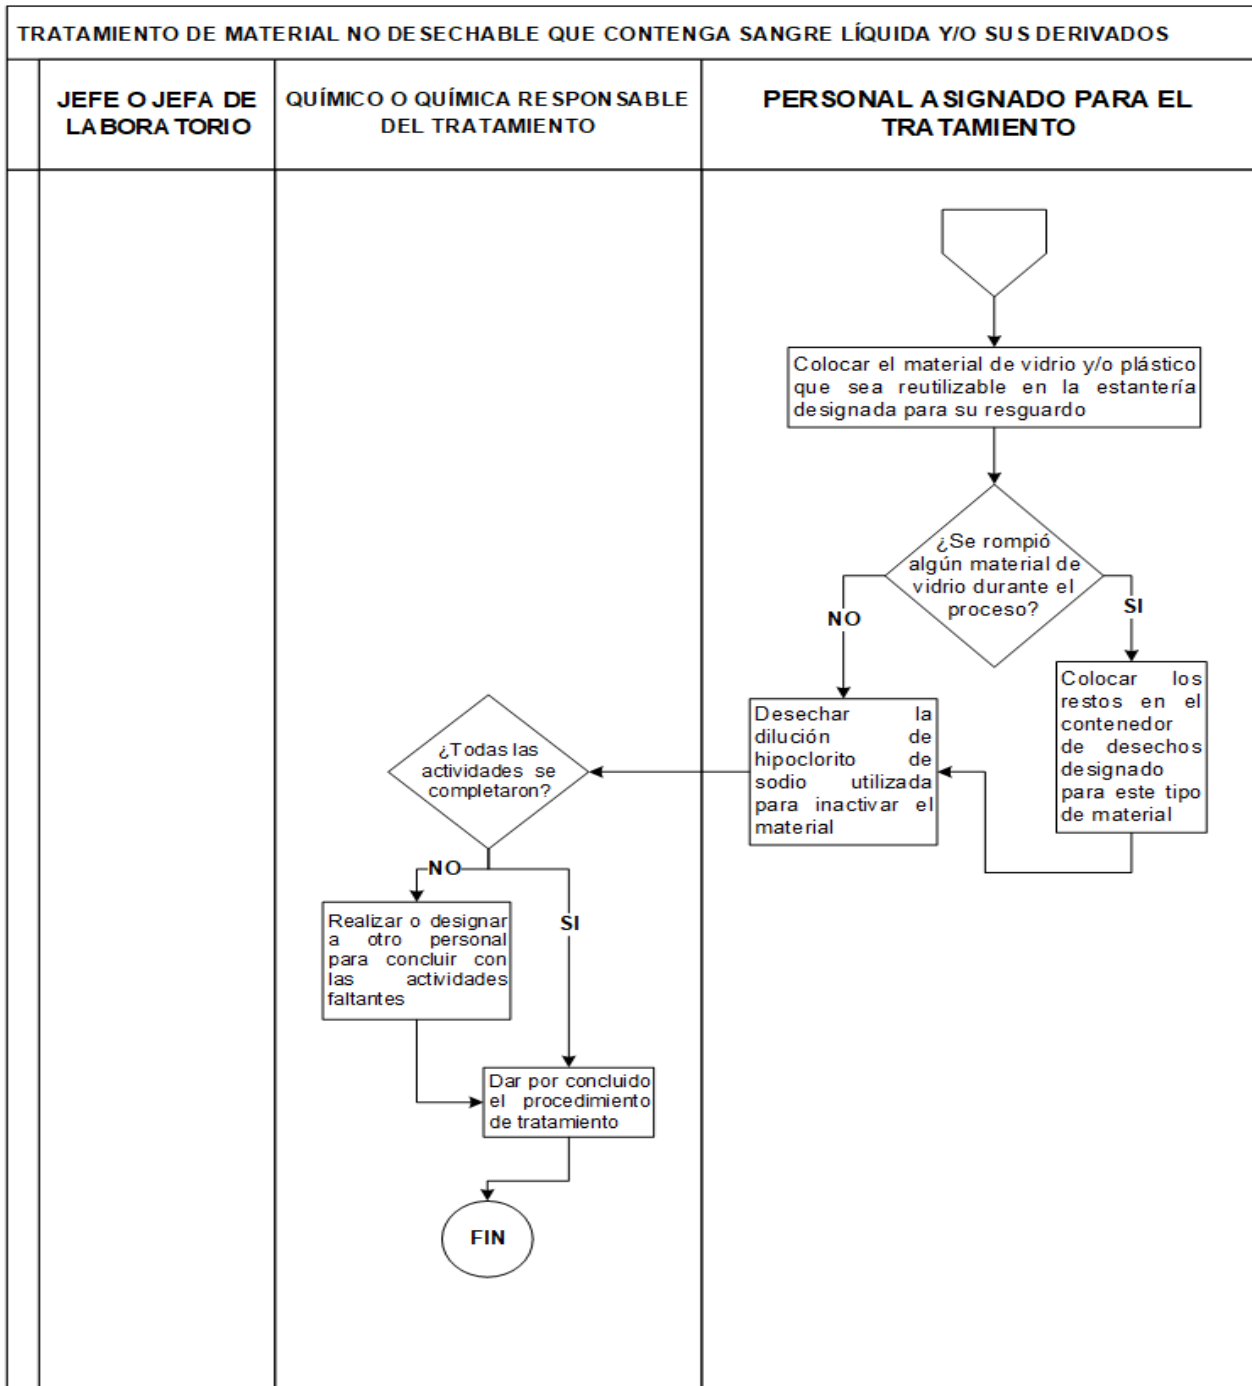 TRATAMIENTO DE MATERIAL NO DESECHABLE QUE CONTENGA SANGRE LÍQUIDA Y/O SUS DERIVADOS
JEFE O JEFA DE
LABORATORIO
QUÍMICO O QUÍMICA RESPONSABLE
DEL TRATAMIENTO
PERSONAL ASIGNADO PARA EL
TRATAMIENTO
Colocar el material de vidrio y/o plástico
que sea reutilizable en la estantería
designada para su resguardo
¿Se rompió
algún material de
vidrio durante el
proceso?
NO
SI
Colocar los
restos en el
contenedor
de desechos
designado
para este tipo
de material
Desechar la
dilución de
hipoclorito de
sodio utilizada
para inactivar el
material
¿Todas las
actividades se
completaron?
NO
SI
Realizar o designar
a otro personal
para concluir con
las actividades
faltantes
Dar por concluido
el procedimiento
de tratamiento
FIN